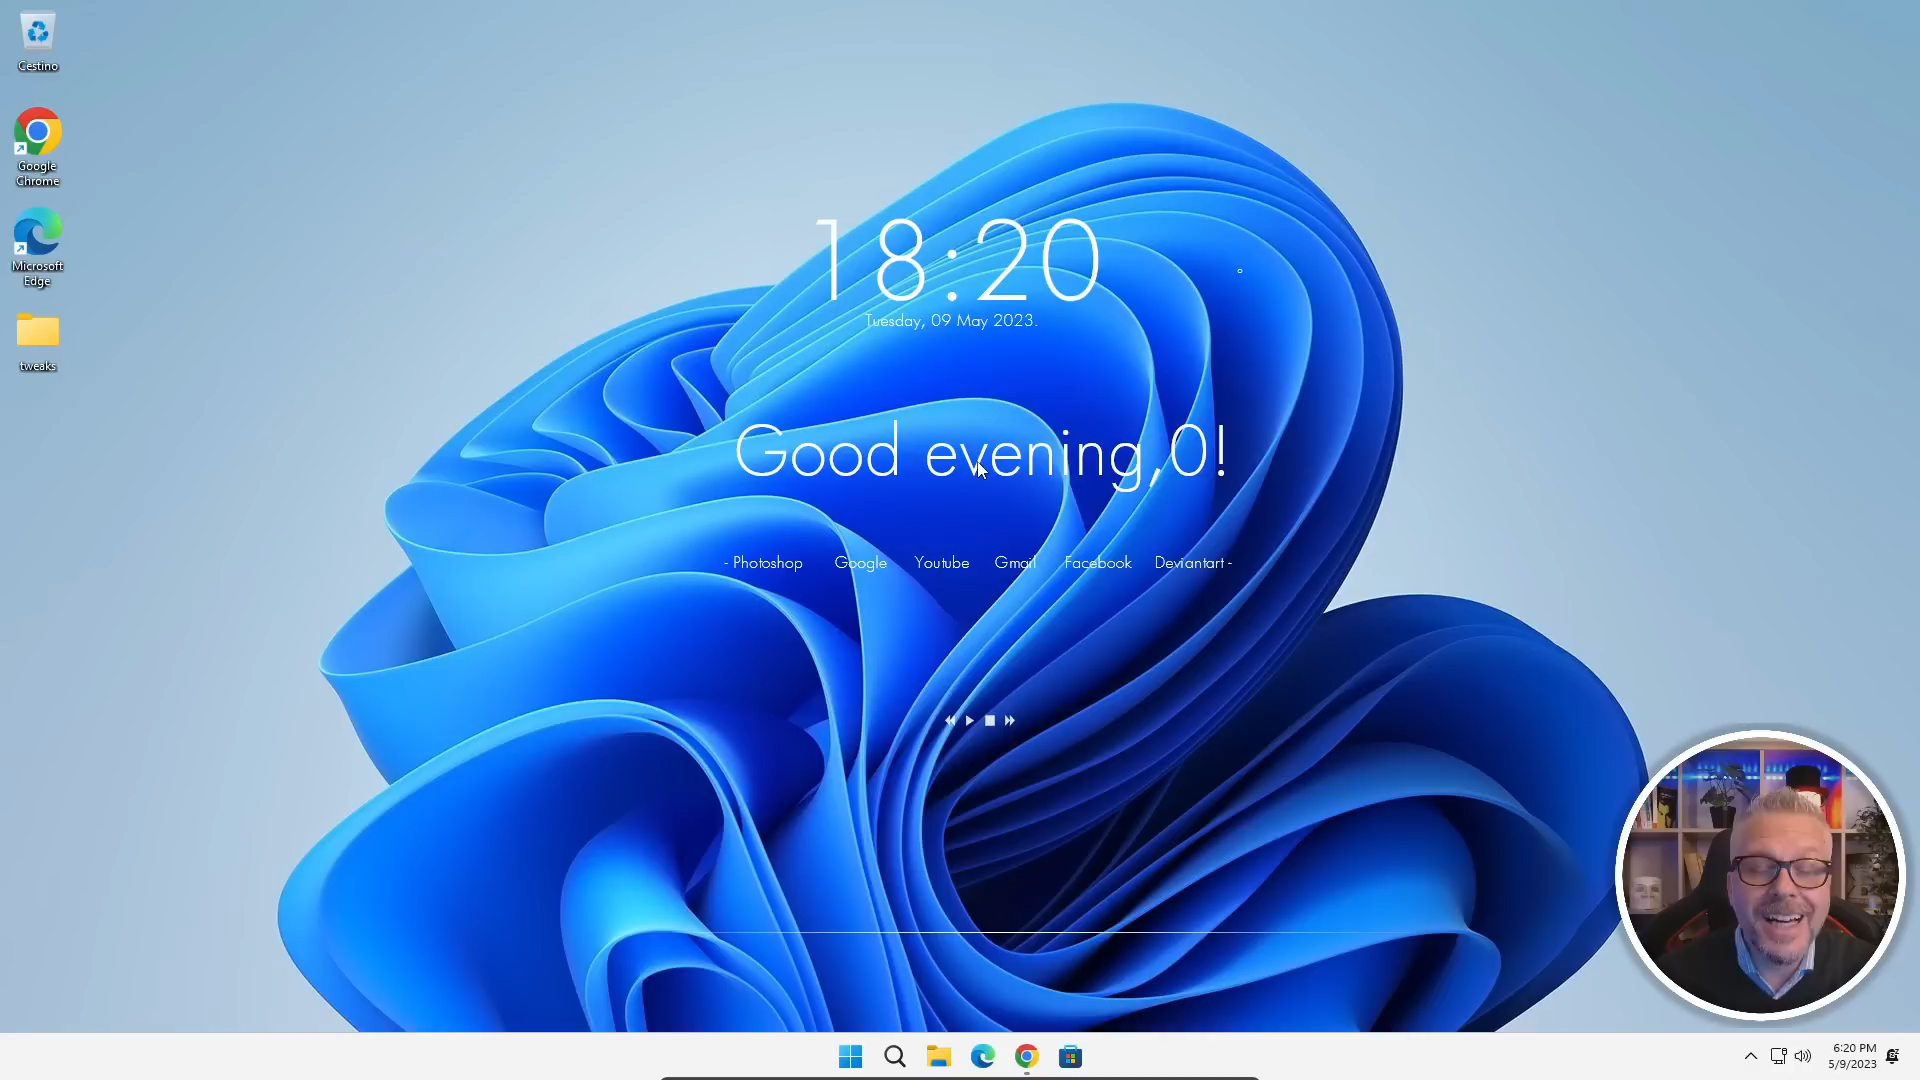 Cestino
Google
Chrome
Microsoft
Edge
tweaks
18:20
Tuesday, 09 May 2023.
Good evening,0!
- Photoshop Google Youtube Gmail Facebook Deviantart -
6:20 PM
5/9/2023